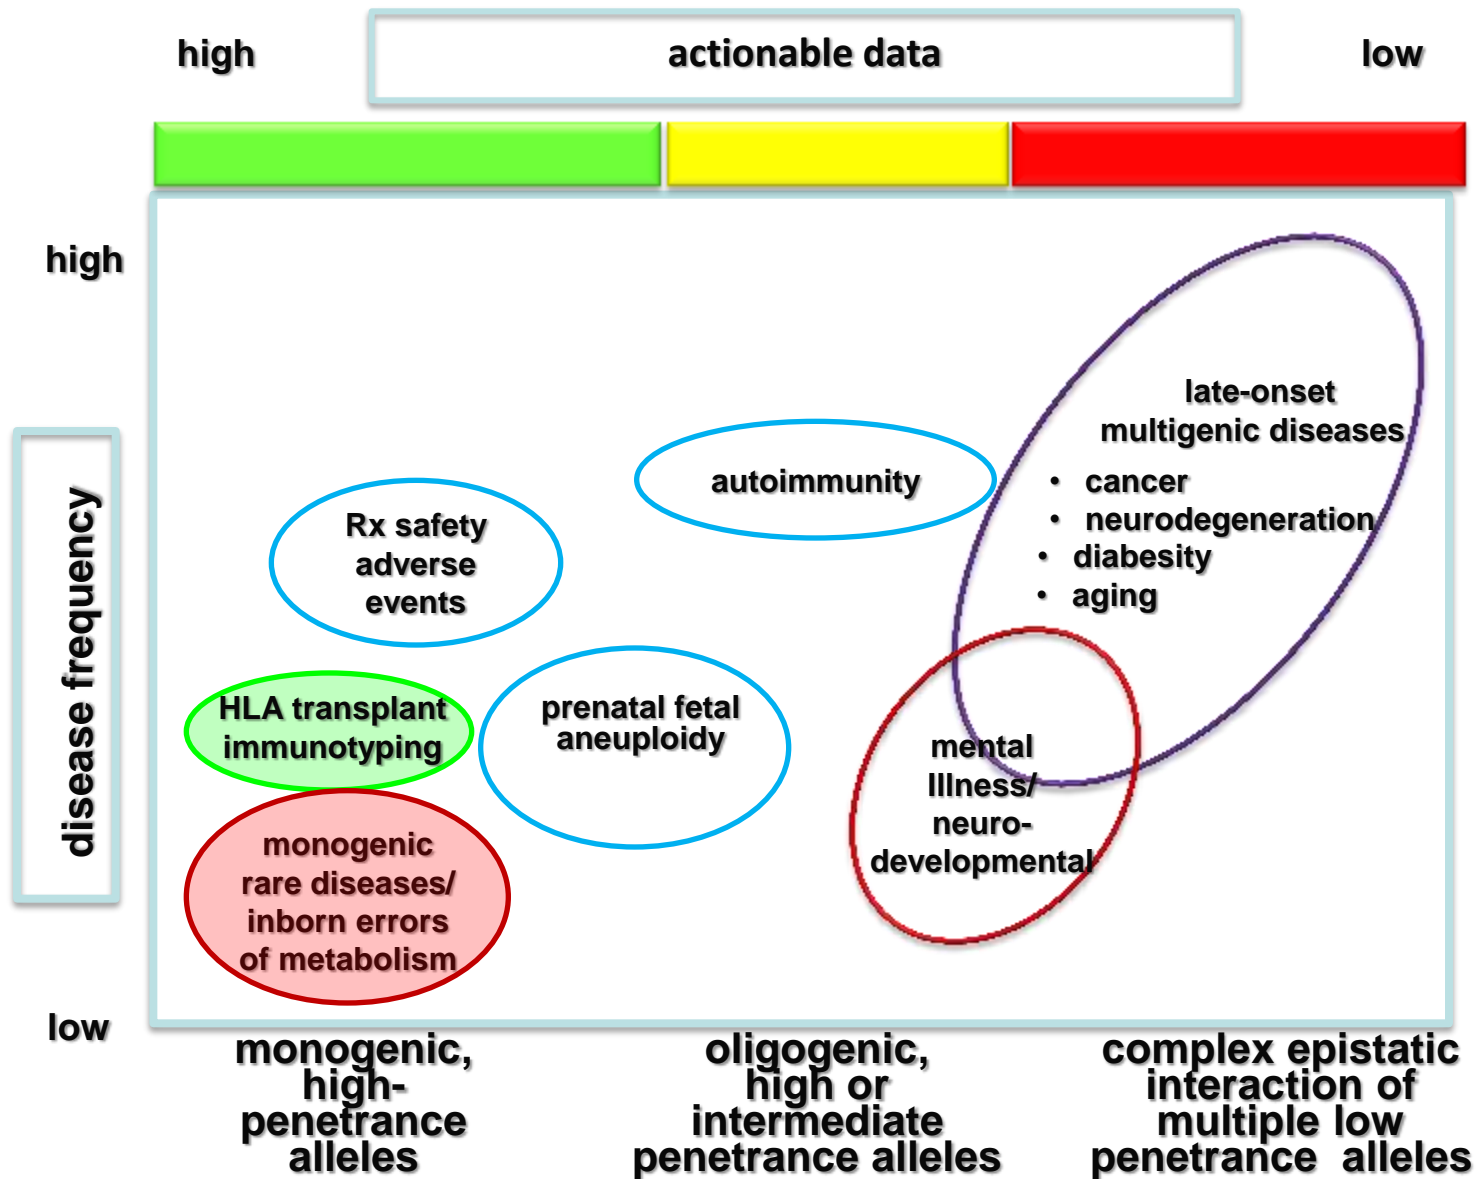 high
actionable data
low
high
late-onset
multigenic diseases
• cancer
• neurodegeneration
• diabesity
• aging
autoimmunity
Rx safety
adverse
events
disease frequency
HLA transplant
immunotyping
prenatal fetal
aneuploidy
mental
Illness/
neuro-
developmental
monogenic
rare diseases/
inborn errors
of metabolism
low
monogenic,
high-
penetrance
alleles
oligogenic,
high or
intermediate
penetrance alleles
complex epistatic
interaction of
multiple low
penetrance alleles